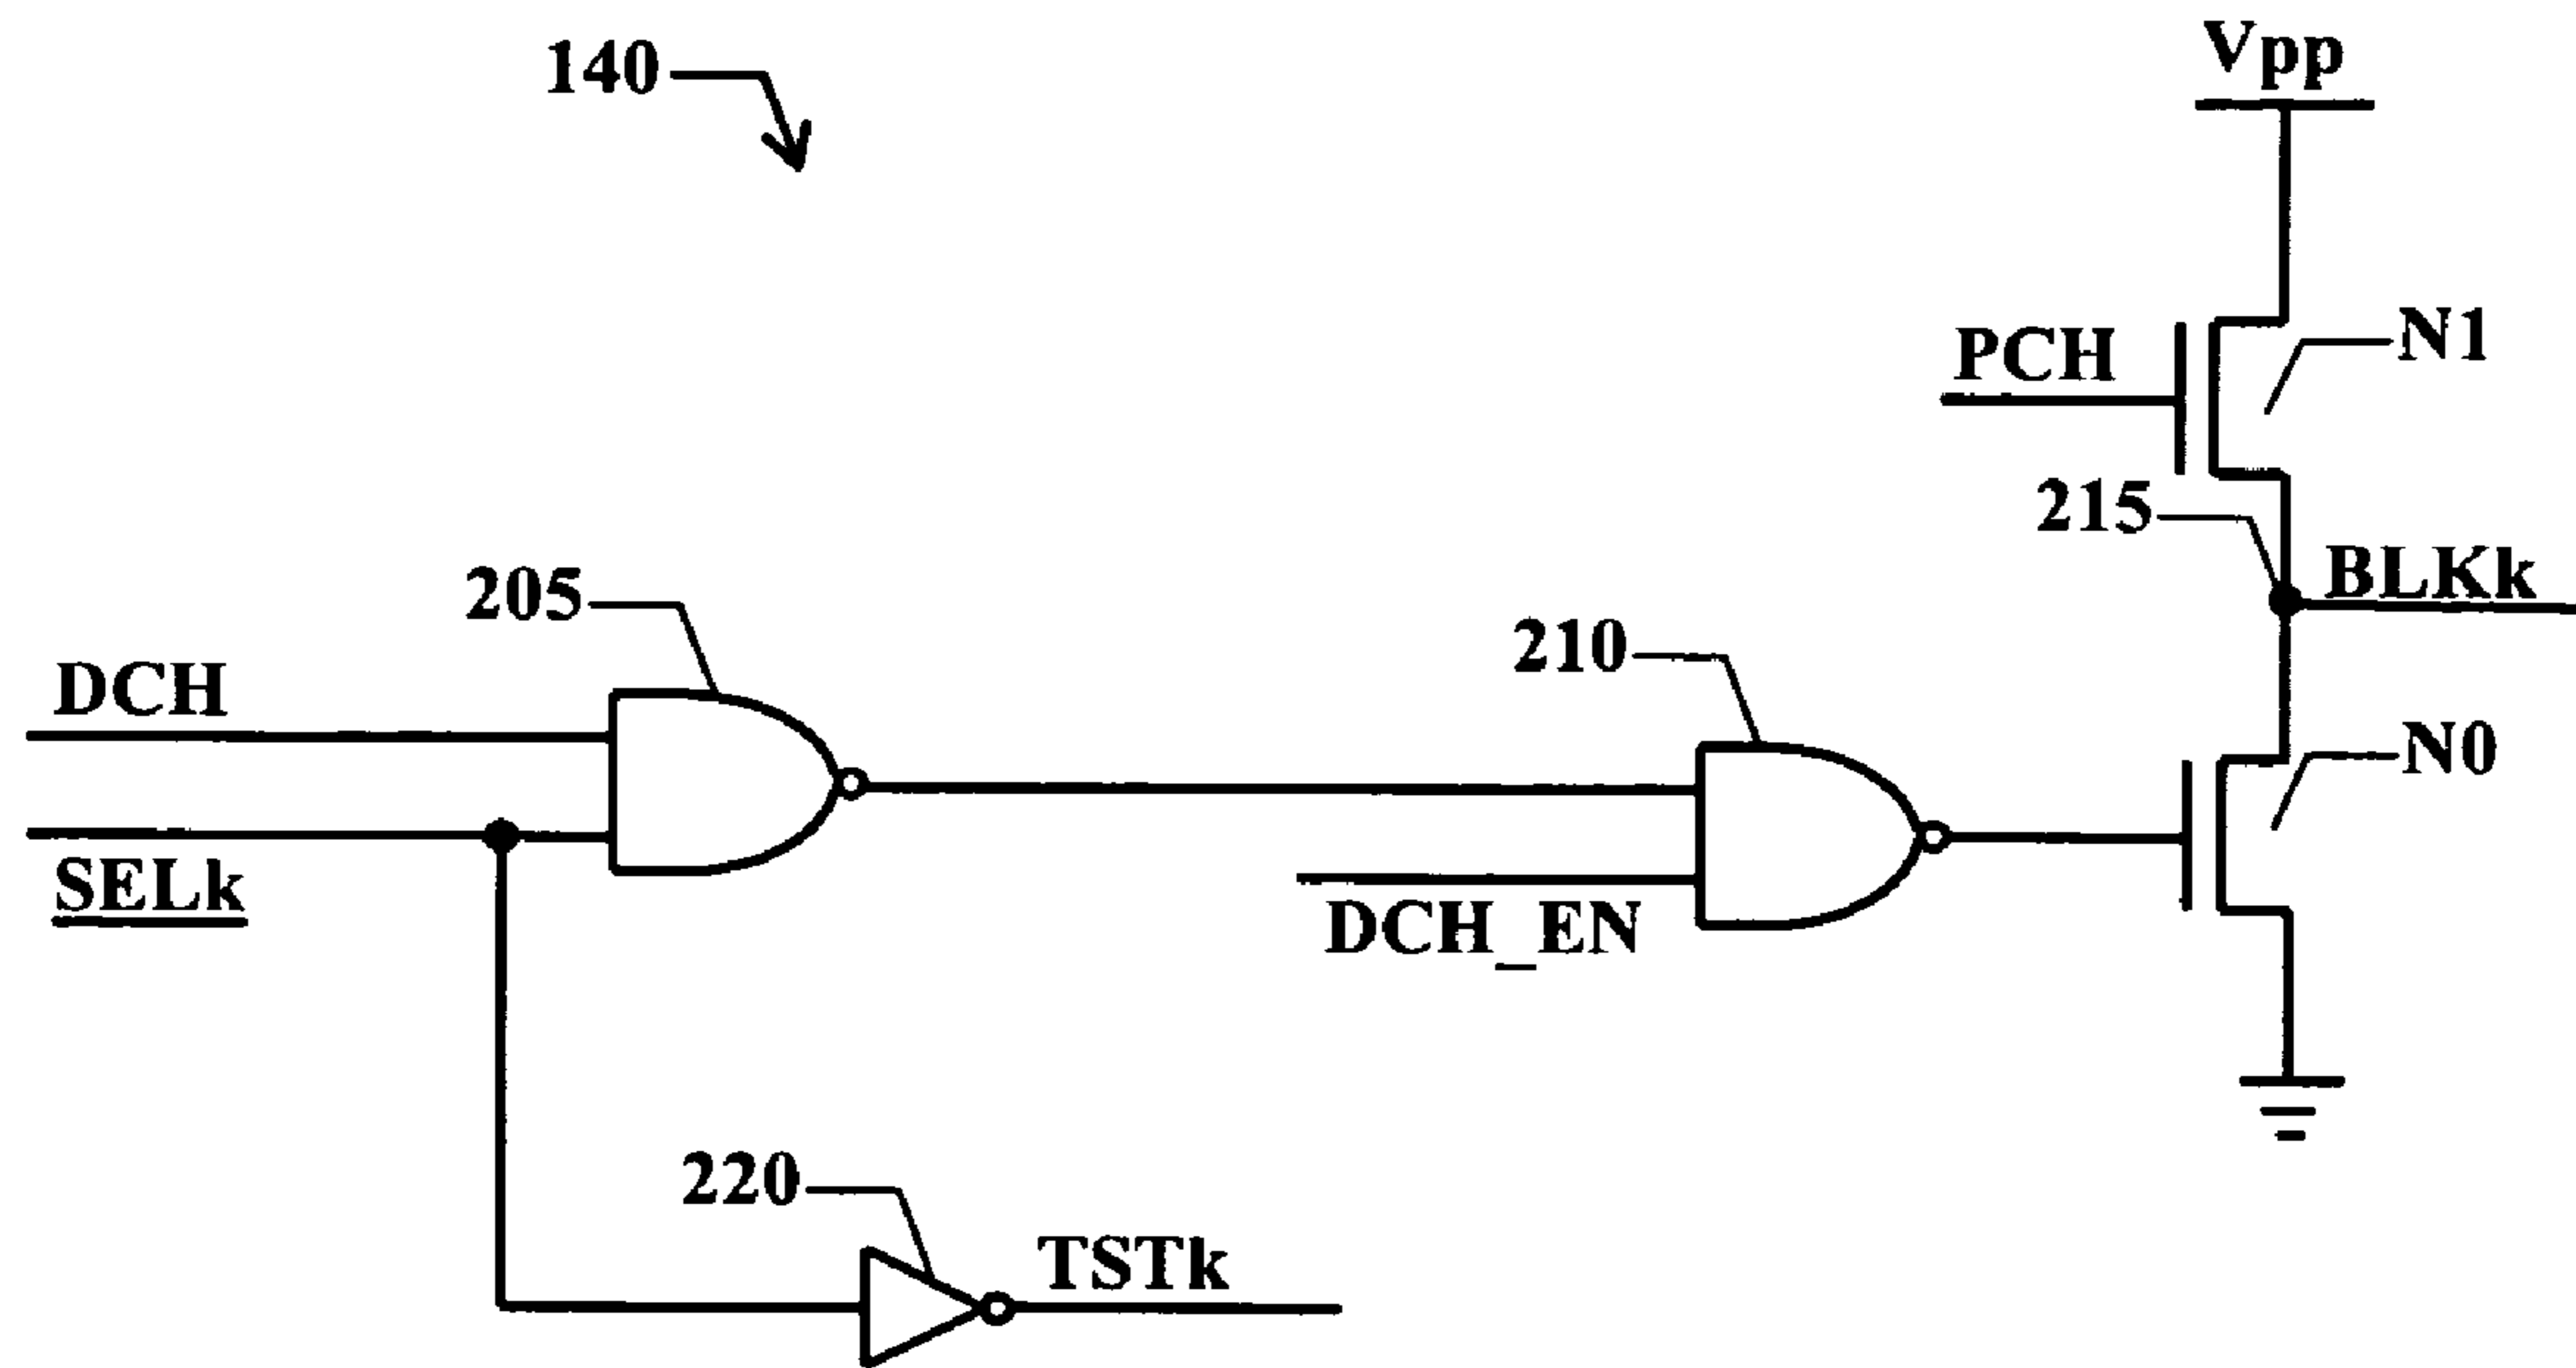 140
Vpp
PCH
N1
215
BLKk
205
210
DCH
N0
SELk
DCH_EN
220
TSTk